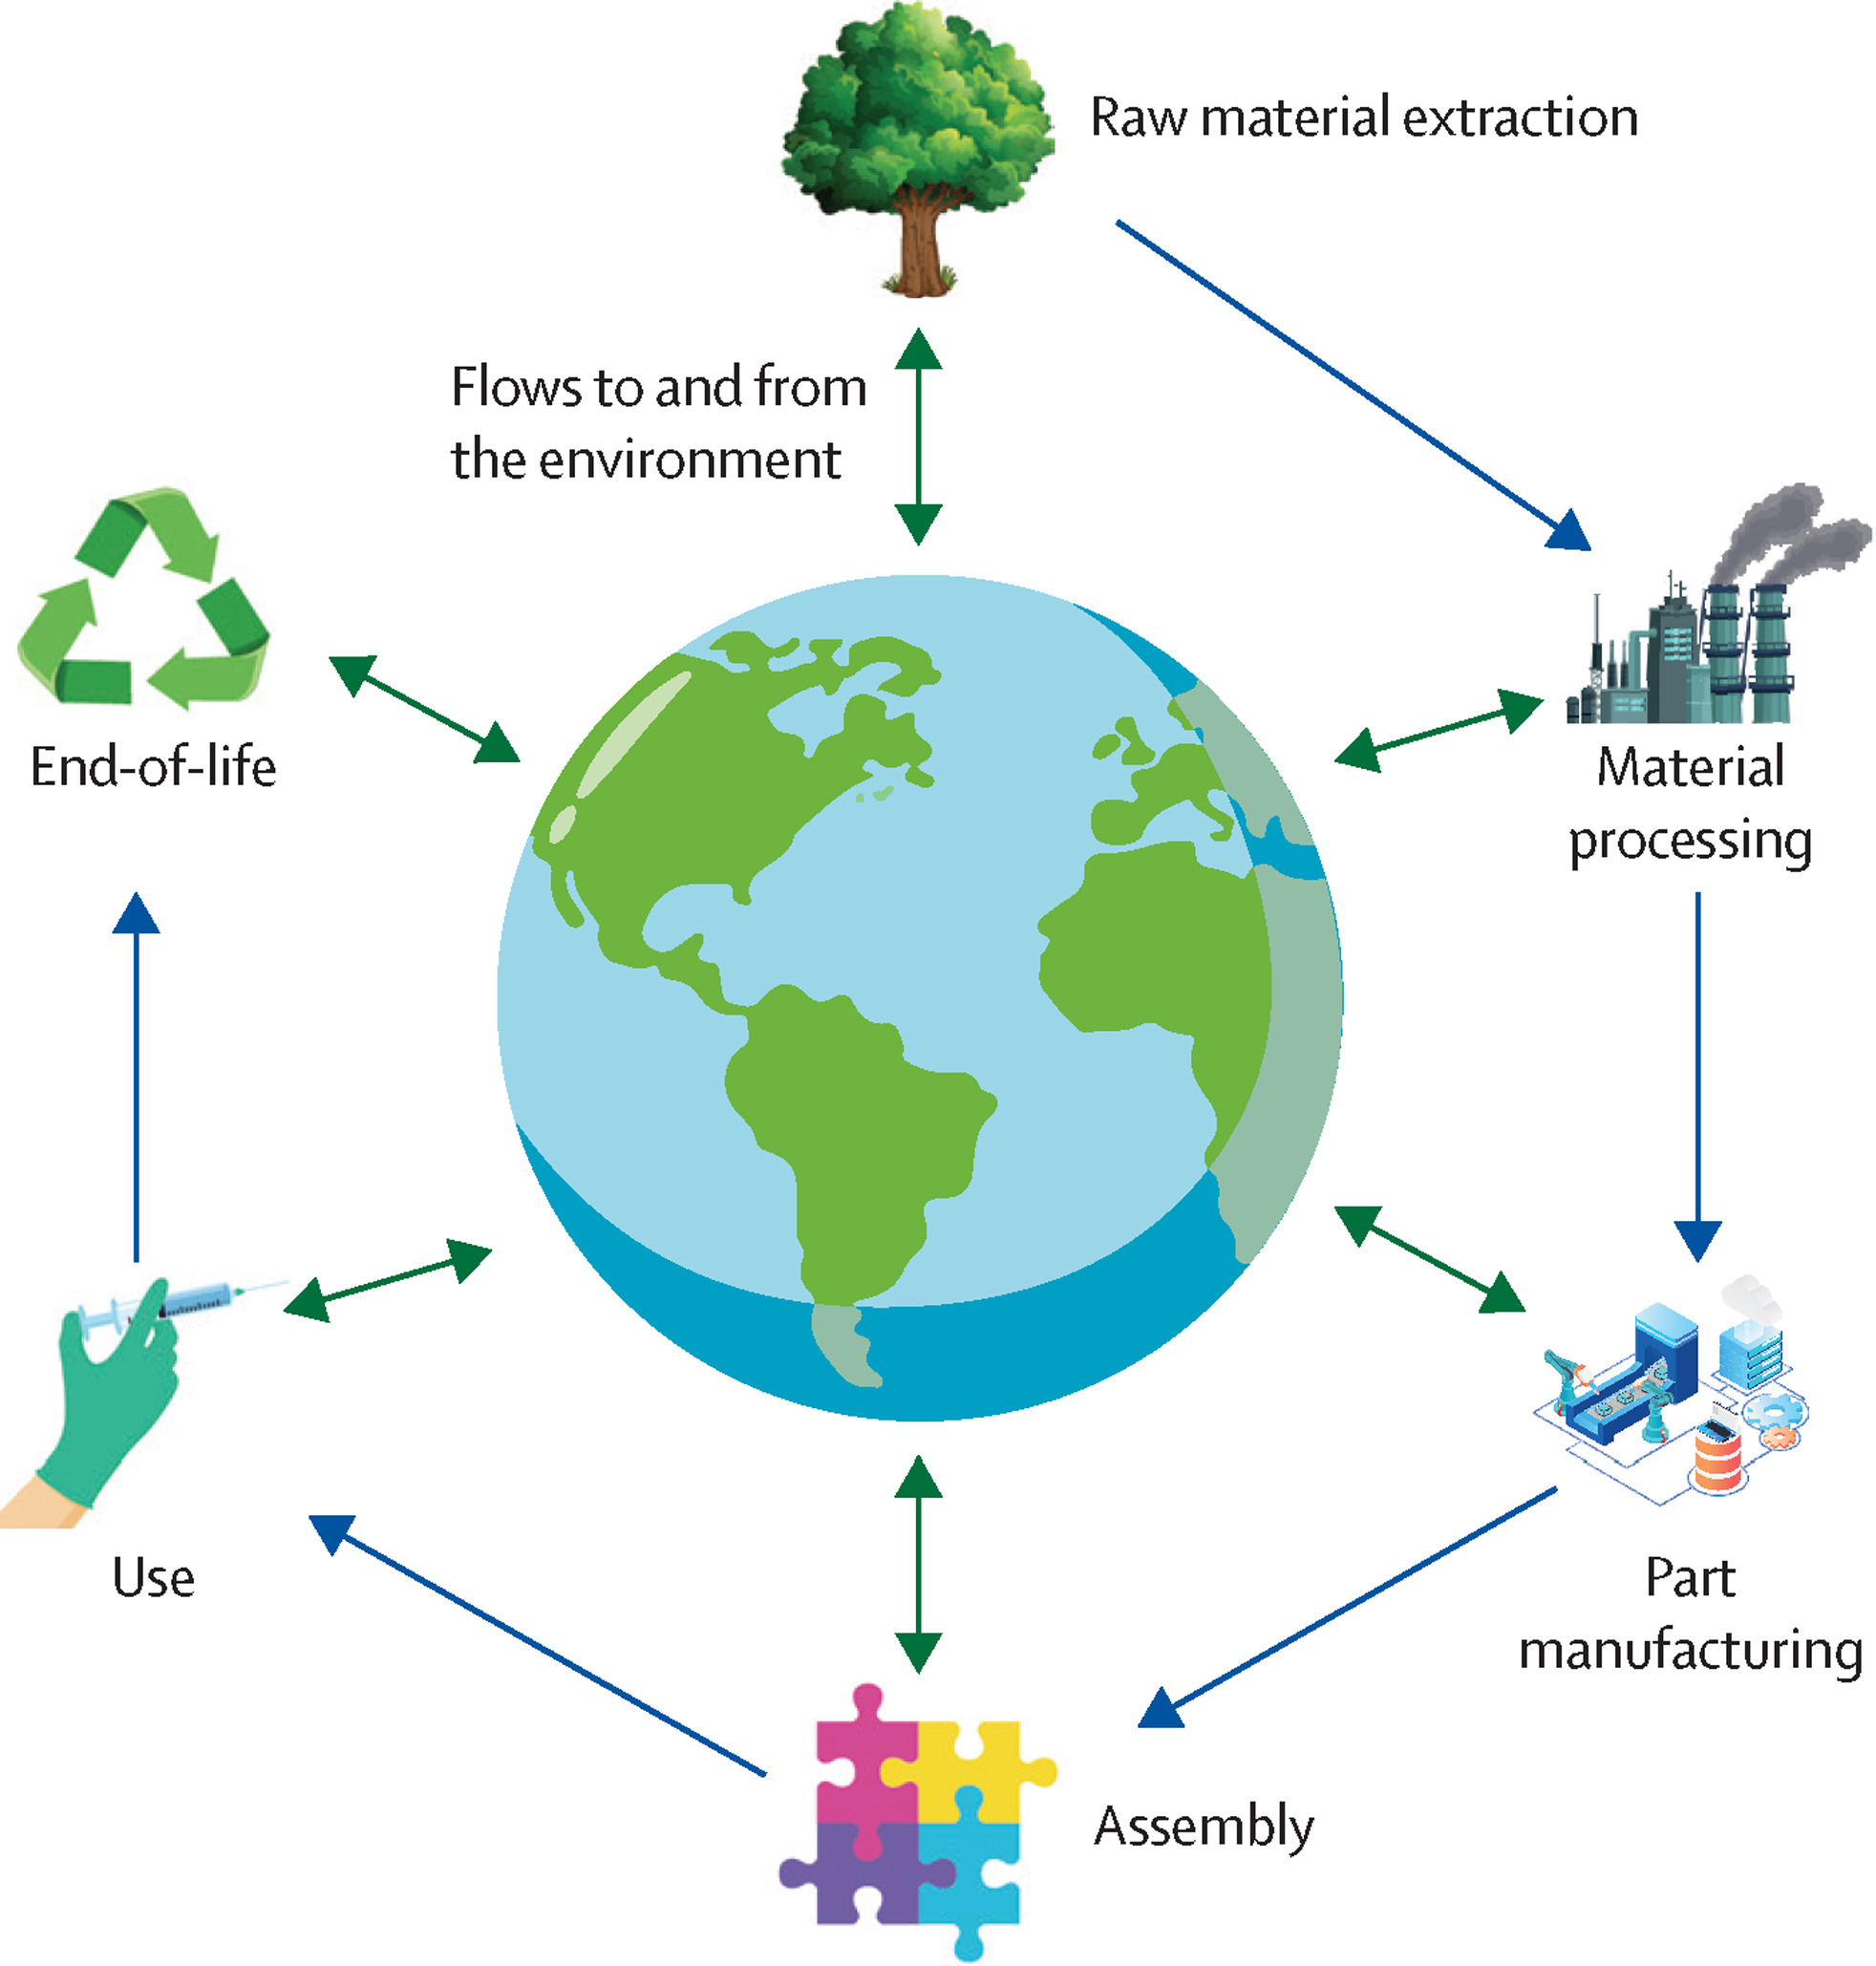 Raw material extraction
Flows to and from
the environment
End-of-life
Material
processing
Use
Part
manufacturing
Assembly